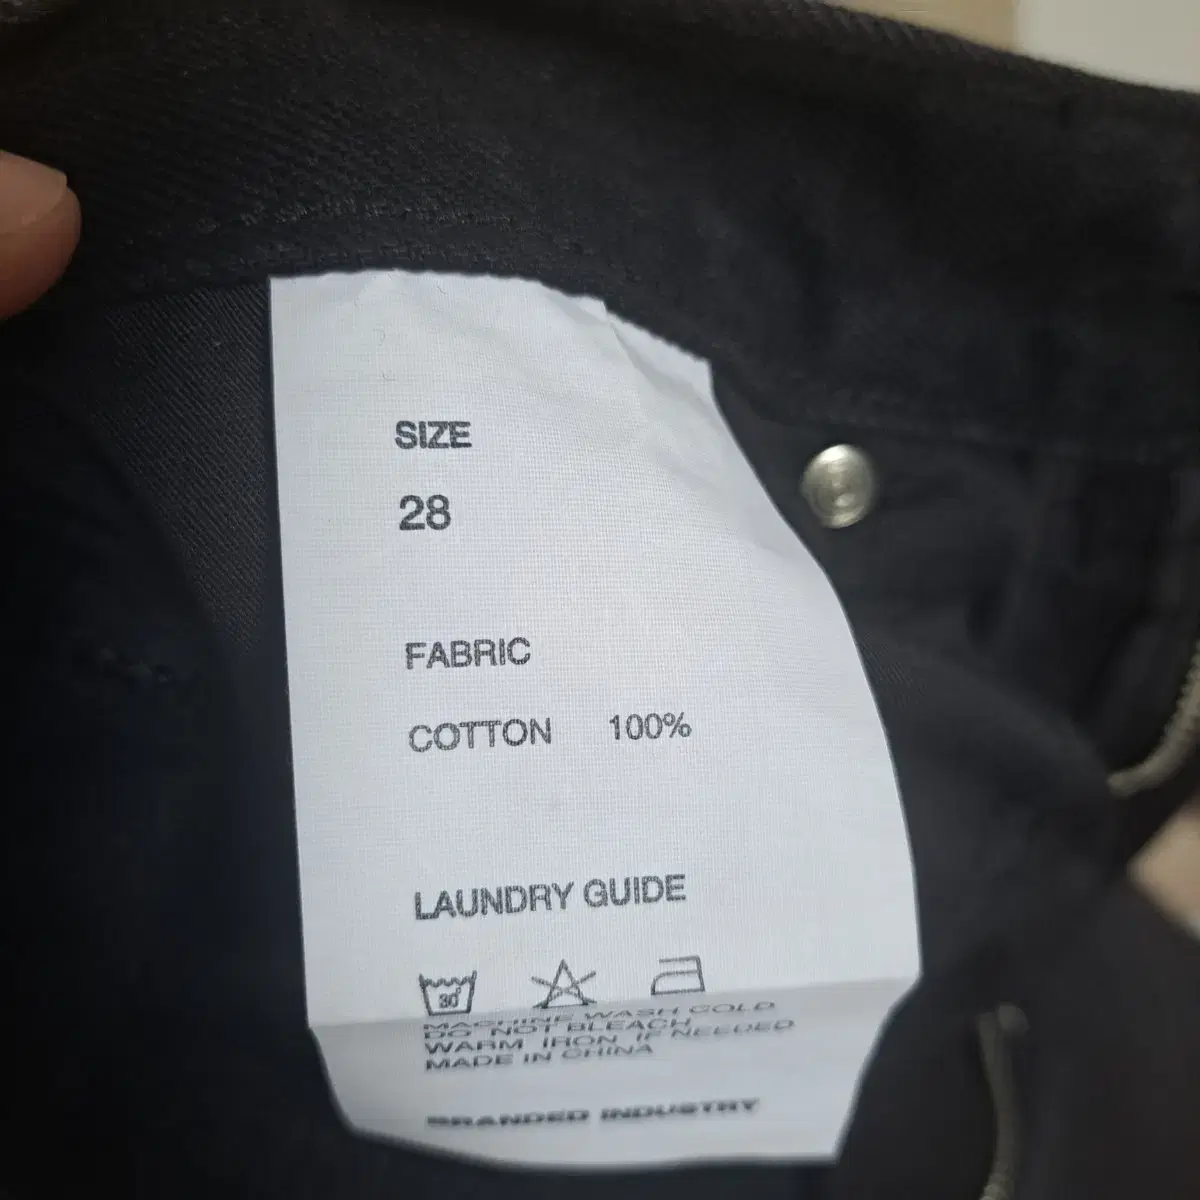 SIZE
28
FABRIC
COTTON 100%
LAUNDRY GUIDE
30°
MACHINE WASH COLD
DO NOT BLEACH
WARM IRON IF NEEDED
MADE IN CHINA
BRANDED INDUSTRY